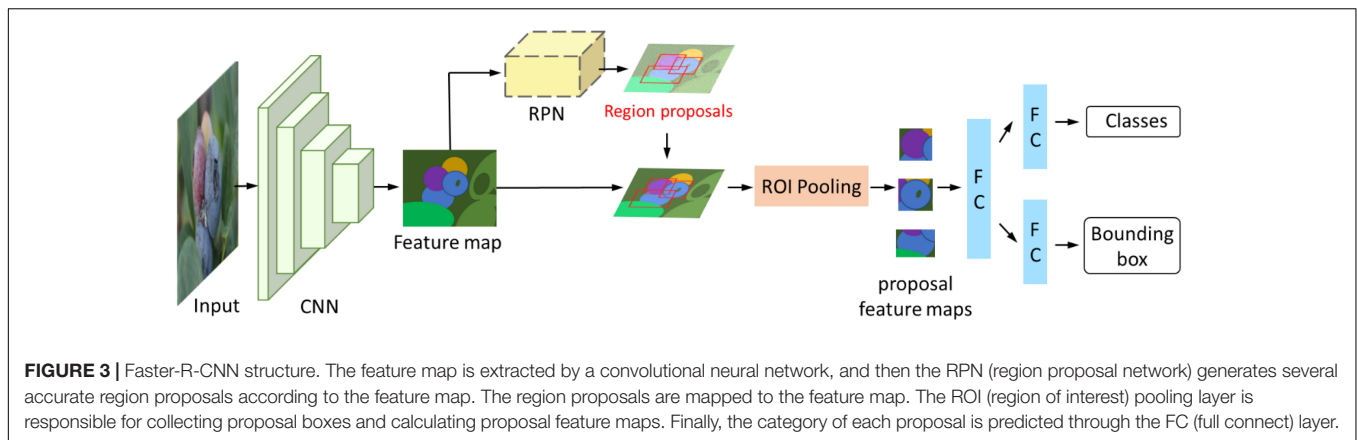 RPN
Region proposals
Input
CNN
Feature map
ROI Pooling
proposal
feature maps
F
C
F
C
Classes
F
C
Bounding
box
FIGURE 3 | Faster-R-CNN structure. The feature map is extracted by a convolutional neural network, and then the RPN (region proposal network) generates several
accurate region proposals according to the feature map. The region proposals are mapped to the feature map. The ROI (region of interest) pooling layer is
responsible for collecting proposal boxes and calculating proposal feature maps. Finally, the category of each proposal is predicted through the FC (full connect) layer.